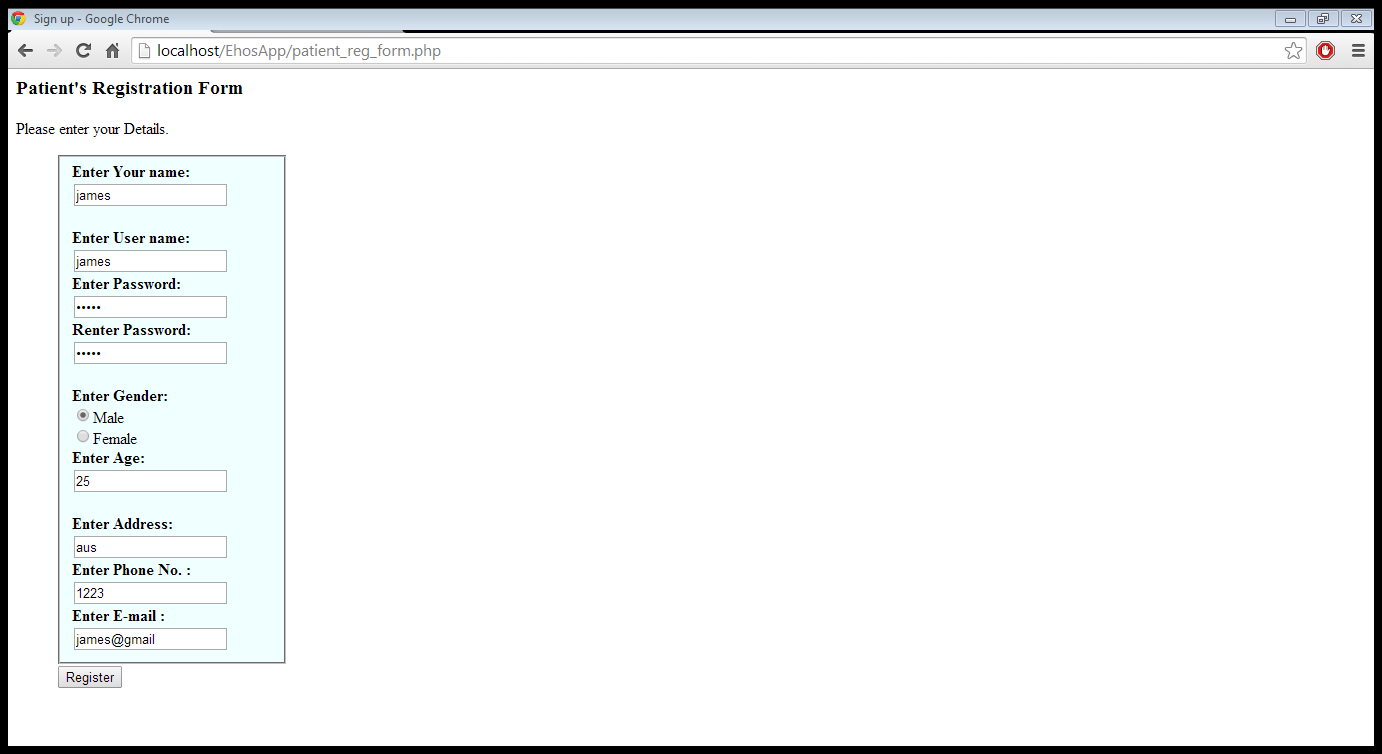 Sign up - Google Chrome
localhost/EhosApp/patient_reg_form.php
Patient's Registration Form
Please enter your Details.
Enter Your name:
james
Enter User name:
james
Enter Password:
•••••
Renter Password:
•••••
Enter Gender:
Male
Female
Enter Age:
25
Enter Address:
aus
Enter Phone No. :
1223
Enter E-mail :
james@gmail
Register